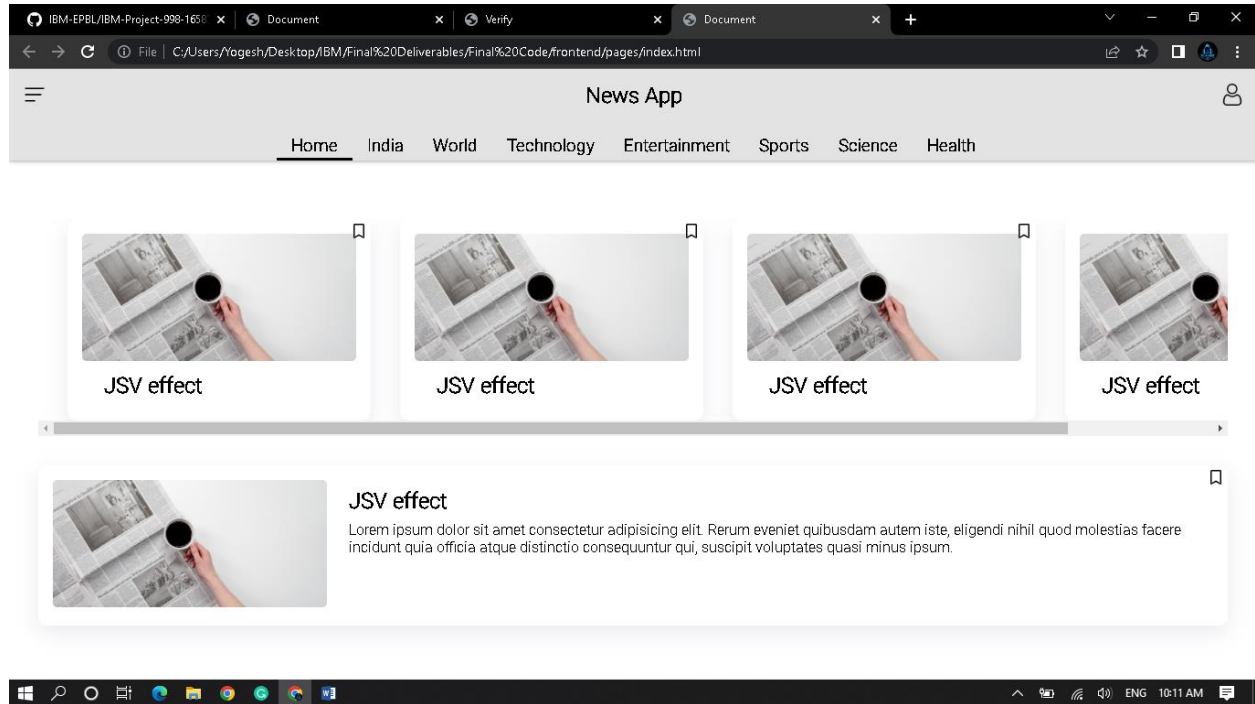 IBM-EPBL/IBM-Project-998-1658
Document
Verify
Document
File | C:/Users/Yogesh/Desktop/IBM/Final%20Deliverables/Final%20Code/frontend/pages/index.html
News App
Home India World Technology Entertainment Sports Science Health
JSV effect JSV effect JSV effect JSV effect
JSV effect
Lorem ipsum dolor sit amet consectetur adipisicing elit. Rerum eveniet quibusdam autem iste, eligendi nihil quod molestias facere
incidunt quia officia atque distinctio consequuntur qui, suscipit voluptates quasi minus ipsum.
ENG 10:11 AM